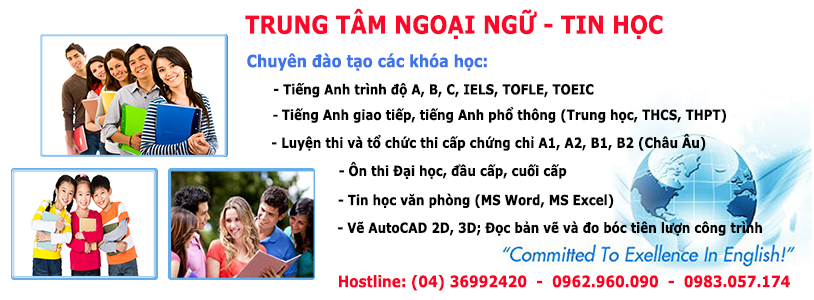 TRUNG TÂM NGOẠI NGỮ - TIN HỌC
Chuyên đào tạo các khóa học:
- Tiếng Anh trình độ A, B, C, IELS, TOFLE, TOEIC
- Tiếng Anh giao tiếp, tiếng Anh phổ thông (Trung học, THCS, THPT)
- Luyện thi và tổ chức thi cấp chứng chỉ A1, A2, B1, B2 (Châu Âu)
- Ôn thi Đại học, đầu cấp, cuối cấp
- Tin học văn phòng (MS Word, MS Excel)
- Vẽ AutoCAD 2D, 3D; Đọc bản vẽ và đo bóc tiên lượn công trình
"Committed To Exellence In English!"
Hostline: (04) 36992420 - 0962.960.090 - 0983.057.174